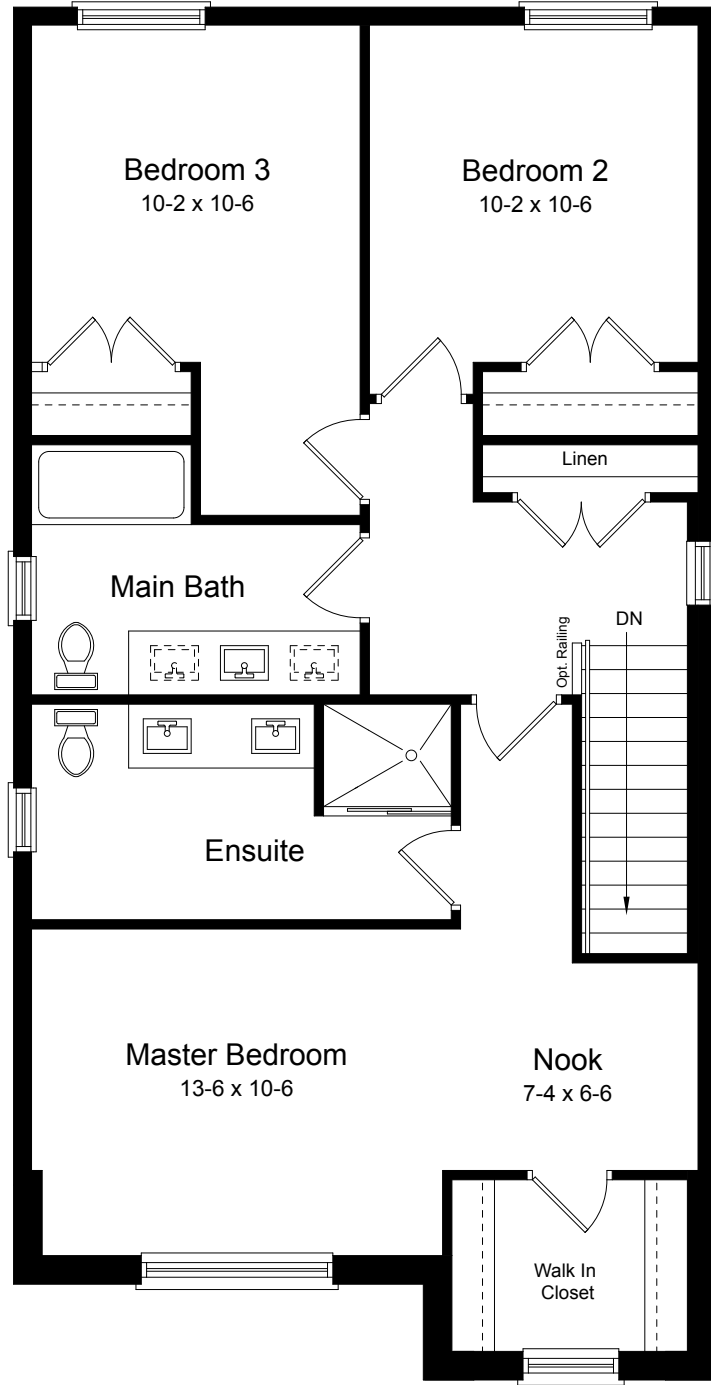 Bedroom 3
10-2 x 10-6
Bedroom 2
10-2 x 10-6
Linen
Main Bath
DN
Opt. Railing
Ensuite
Master Bedroom
13-6 x 10-6
Nook
7-4 x 6-6
Walk In
Closet